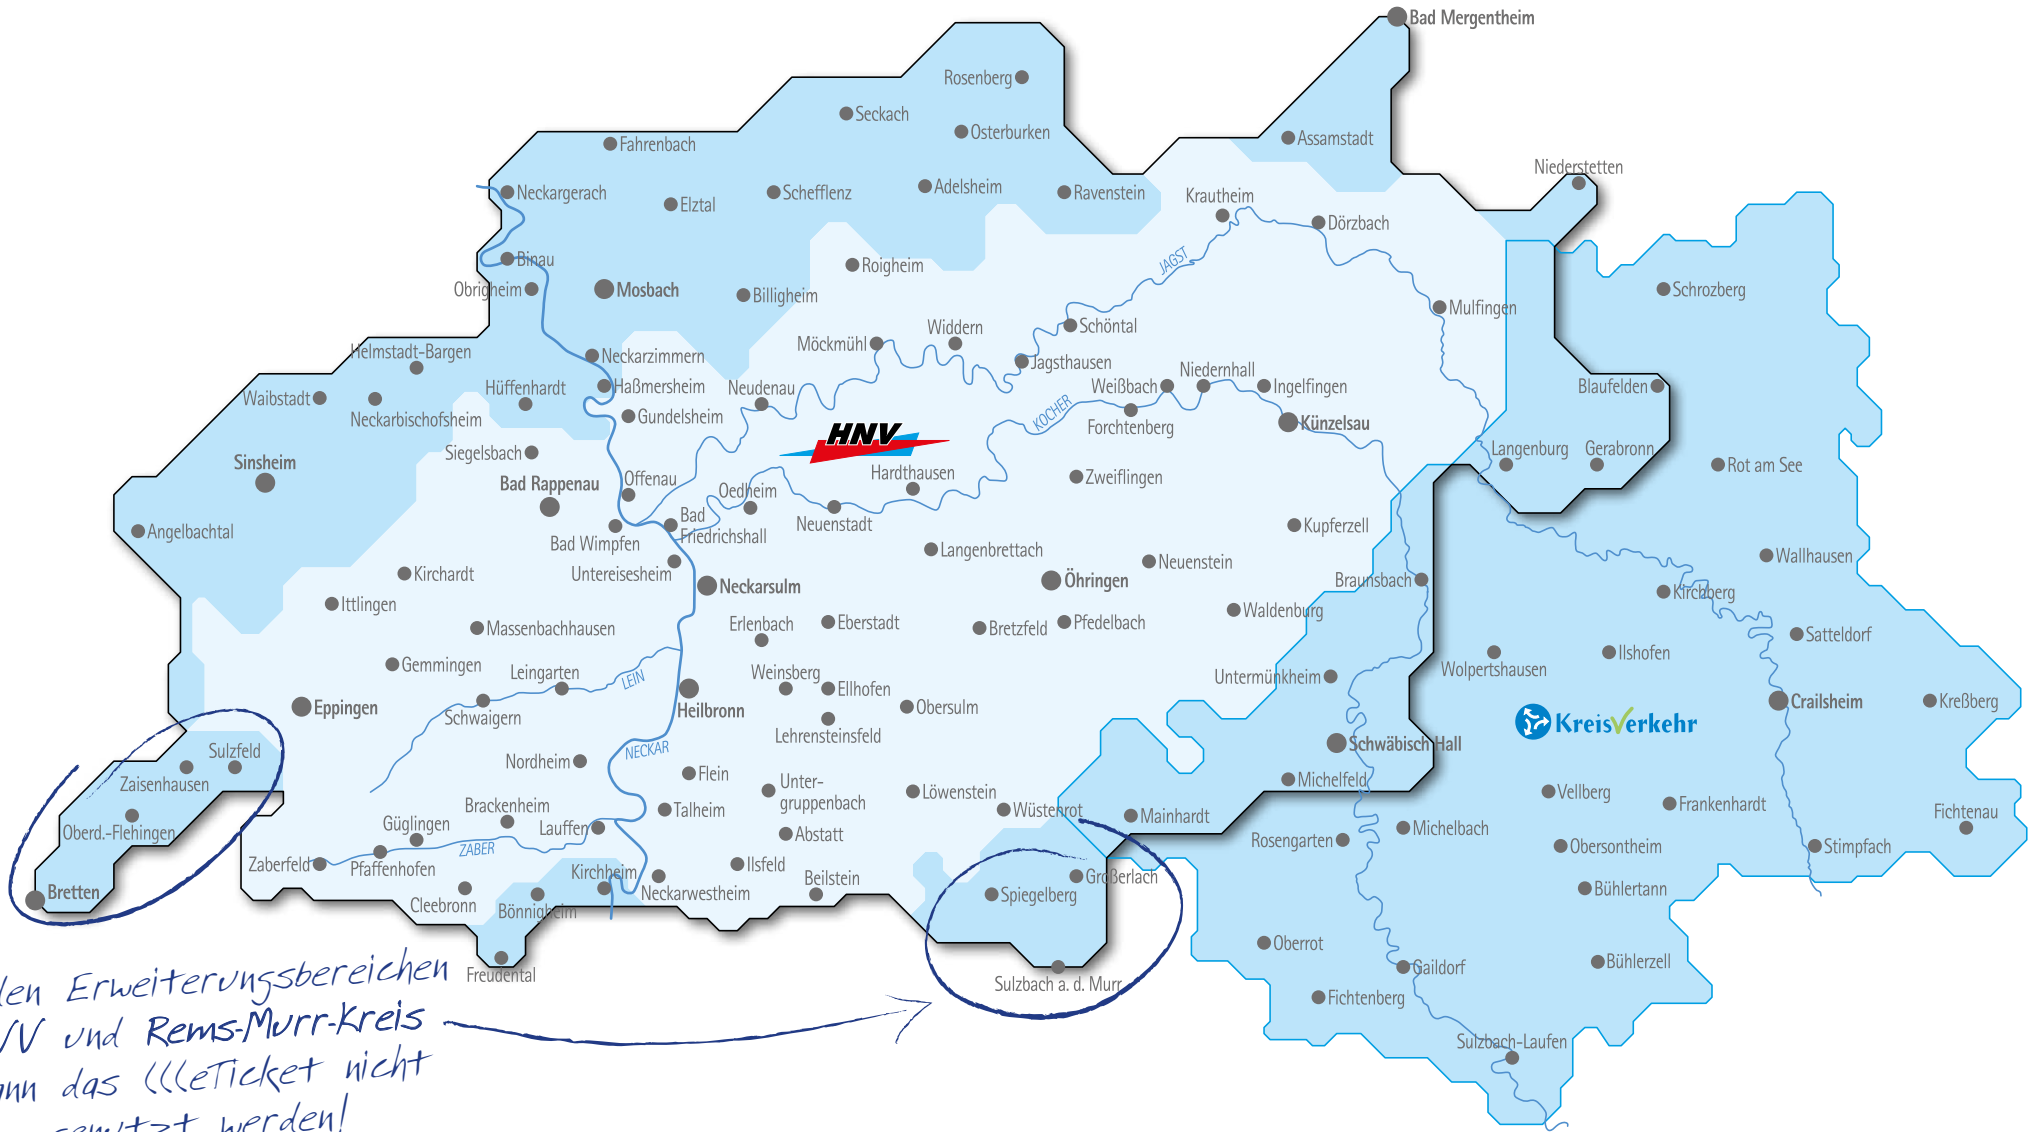 Bad Mergentheim
Rosenberg
Seckach
Osterburken
Assamstadt
Fahrenbach
Niederstetten
Neckargerach
Elztal
Schefflenz
Adelsheim
Ravenstein
Krautheim
Dörzbach
Binau
Obrigheim
Mosbach
Billigheim
Roigheim
JAGST
Schrozberg
Mulfingen
Helmstadt-Bargen
Neckarzimmern
Möckmühl
Widdern
Schöntal
Jagsthausen
Waibstadt
Neckarbischofsheim
Hüffenhardt
Haßmersheim
Neudenau
Gundelsheim
Weißbach
Niedernhall
Ingelfingen
Blaufelden
KOCHER
Forchtenberg
Künzelsau
HNV
Siegelsbach
Sinsheim
Bad Rappenau
Offenau
Oedheim
Hardthausen
Zweiflingen
Langenburg
Gerabronn
Rot am See
Angelbachtal
Bad Wimpfen
Bad
Friedrichshall
Neuenstadt
Kupferzell
Untereisesheim
Langenbrettach
Wallhausen
Kirchardt
Neckarsulm
Öhringen
Neuenstein
Braunsbach
Kirchberg
Ittlingen
Massenbachhausen
Erlenbach
Eberstadt
Bretzfeld
Pfedelbach
Waldenburg
Satteldorf
Gemmingen
Leingarten
LEIN
Weinsberg
Ellhofen
Untermünkheim
Wolpertshausen
Ilshofen
Eppingen
Schwaigern
Heilbronn
Obersulm
Crailsheim
Kreßberg
Lehrensteinsfeld
KreisVerkehr
Schwäbisch Hall
Sulzfeld
Zaisenhausen
Nordheim
NECKAR
Flein
Unter-
gruppenbach
Löwenstein
Wüstenrot
Michelfeld
Mainhardt
Vellberg
Frankenhardt
Fichtenau
Oberd.-Flehingen
Güglingen
Brackenheim
Lauffen
Talheim
Abstatt
Rosengarten
Michelbach
Obersontheim
Stimpfach
Zaberfeld
Pfaffenhofen
ZABER
Kirchheim
Ilsfeld
Großerlach
Bretten
Cleebronn
Bönnigheim
Neckarwestheim
Beilstein
Spiegelberg
Bühlertann
Freudental
Sulzbach a. d. Murr
Oberrot
Gaildorf
Bühlerzell
Fichtenberg
Sulzbach-Laufen
Erweiterungsbereichen
und Rems-Murr-Kreis
das (((eTicket nicht
werden!